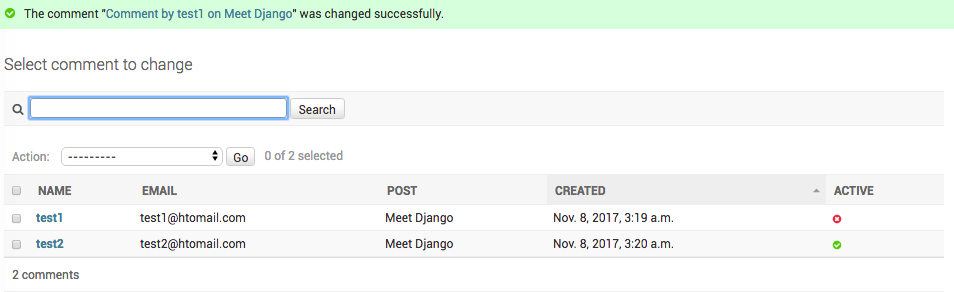 The comment "Comment by test1 on Meet Django" was changed successfully.
Select comment to change
Search
Action: --------- Go 0 of 2 selected
NAME EMAIL POST CREATED ACTIVE
test1 test1@htomail.com Meet Django Nov. 8, 2017, 3:19 a.m.
test2 test2@htomail.com Meet Django Nov. 8, 2017, 3:20 a.m.
2 comments